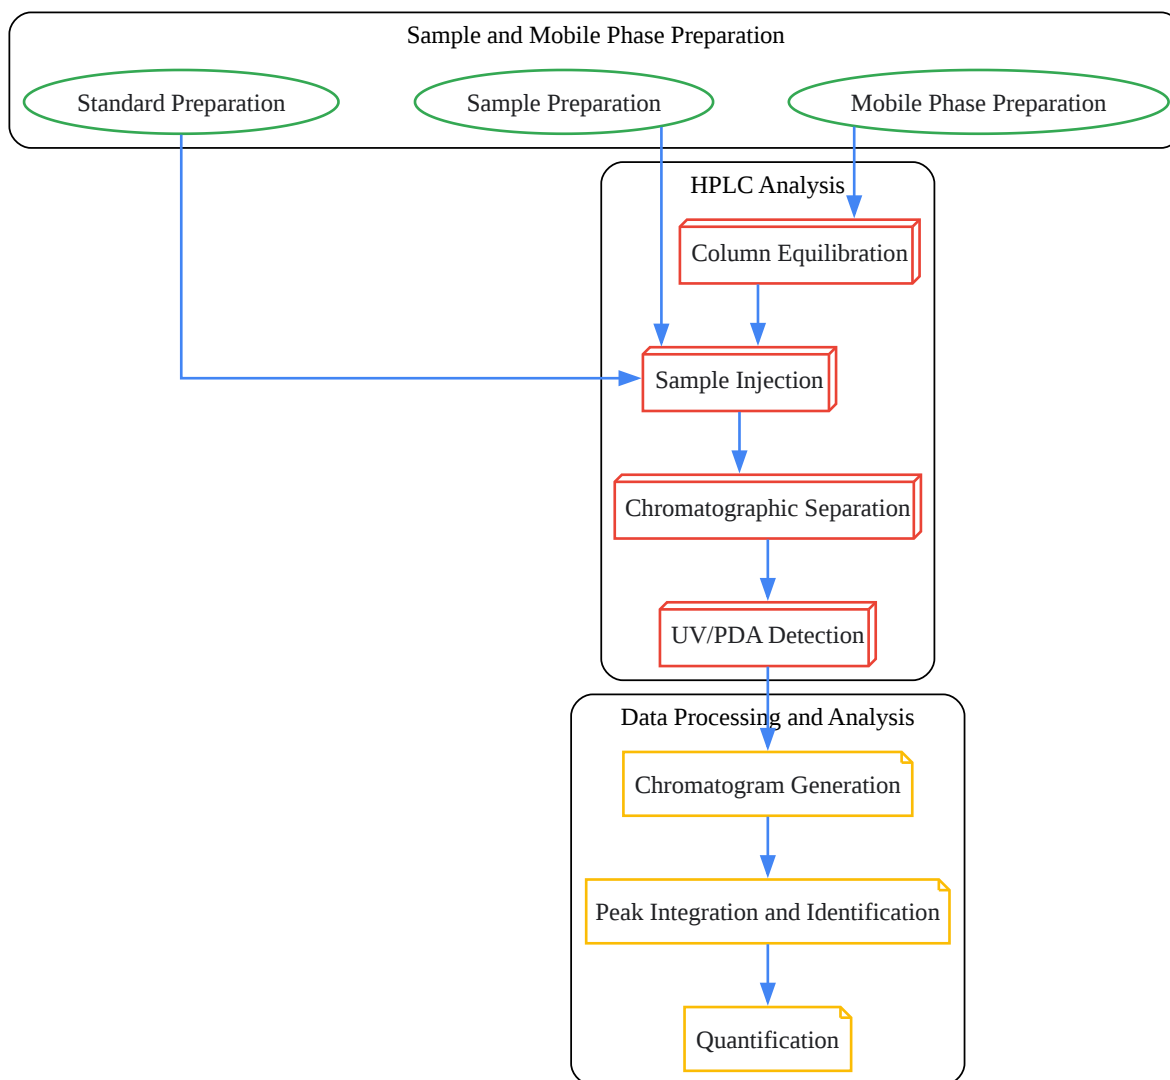 Sample and Mobile Phase Preparation
Standard Preparation
Sample Preparation
Mobile Phase Preparation
HPLC Analysis
Column Equilibration
Sample Injection
Chromatographic Separation
UV/PDA Detection
Data Processing and Analysis
Chromatogram Generation
Peak Integration and Identification
Quantification